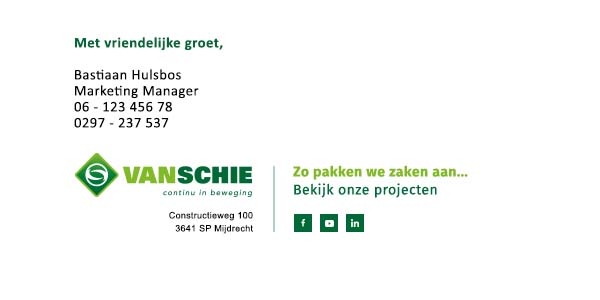 Met vriendelijke groet,
Bastiaan Hulsbos
Marketing Manager
06 - 123 456 78
0297 - 237 537
VANSCHIE
continu in beweging
Constructieweg 100
3641 SP Mijdrecht
Zo pakken we zaken aan...
Bekijk onze projecten